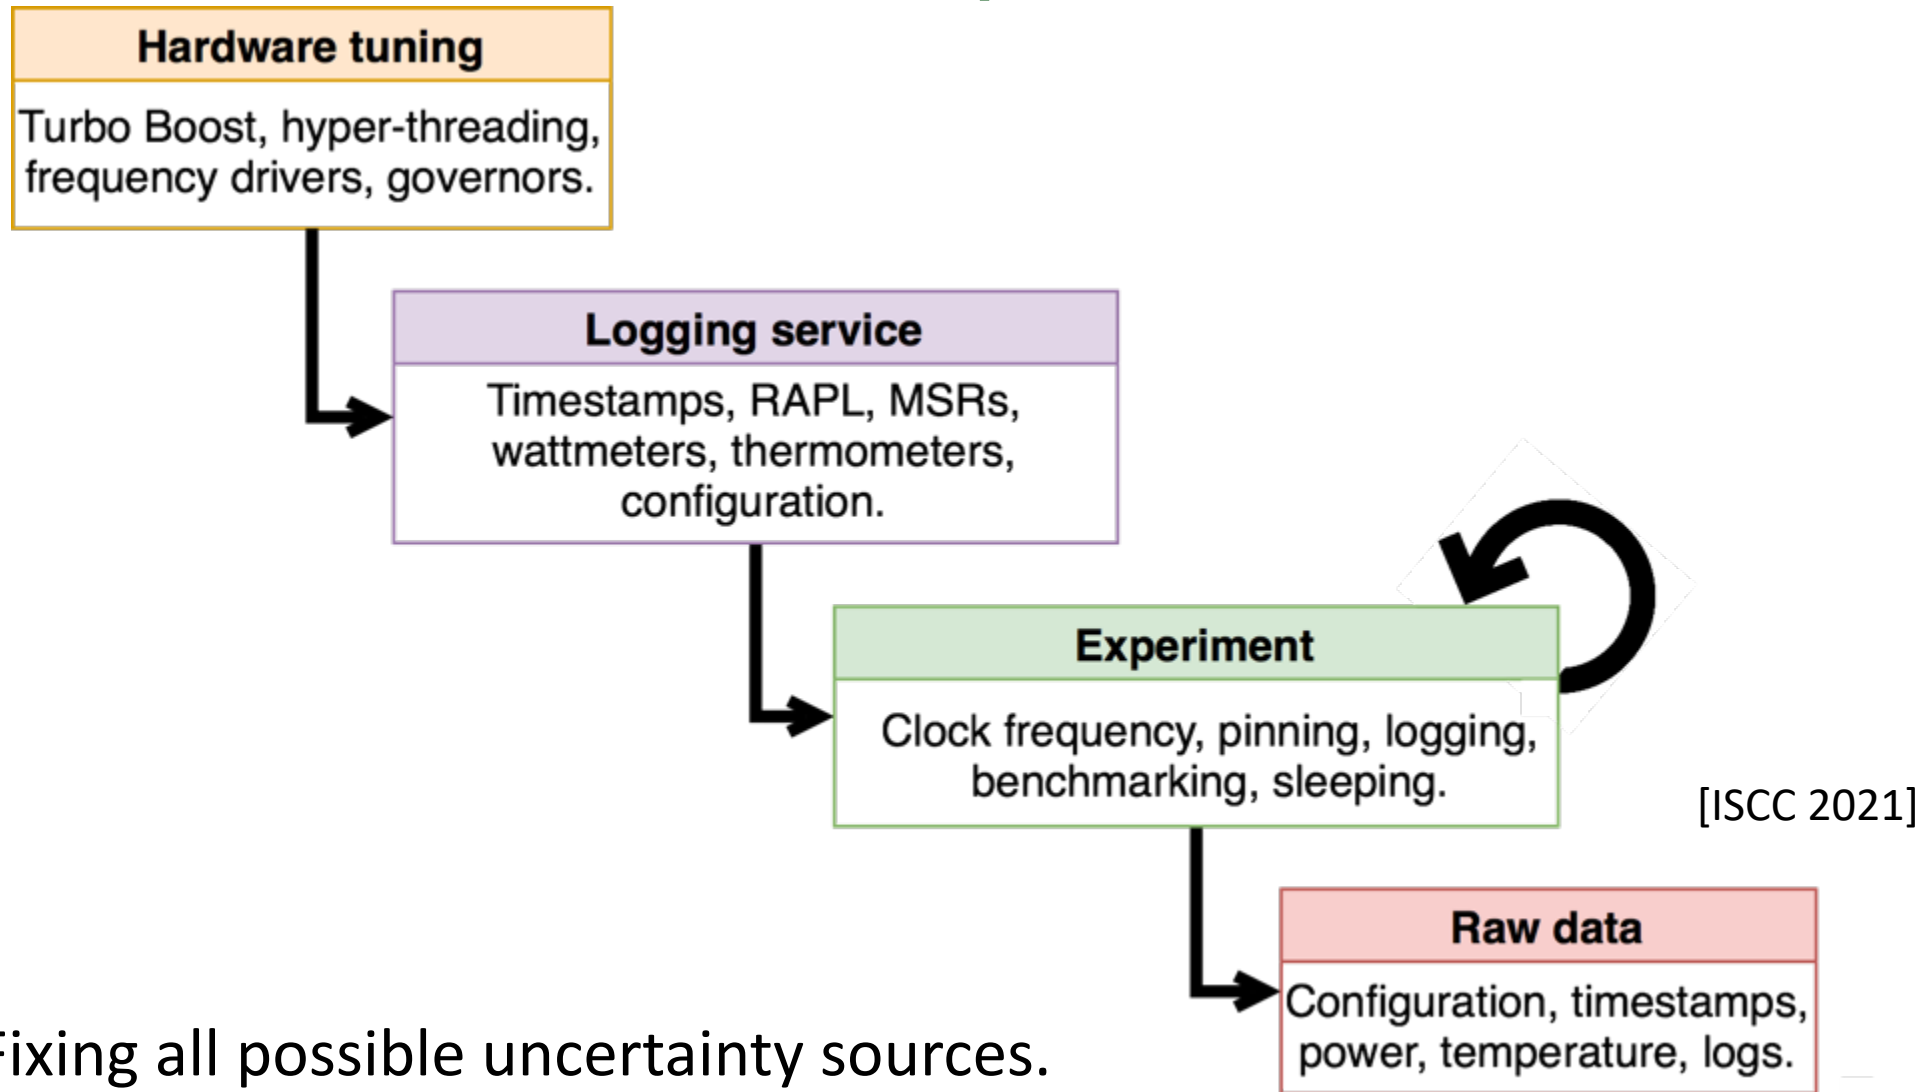 Hardware tuning
Turbo Boost, hyper-threading,
frequency drivers, governors.
Logging service
Timestamps, RAPL, MSRs,
wattmeters, thermometers,
configuration.
Experiment
Clock frequency, pinning, logging,
benchmarking, sleeping.
[ISCC 2021]
Raw data
Configuration, timestamps,
power, temperature, logs.
Fixing all possible uncertainty sources.